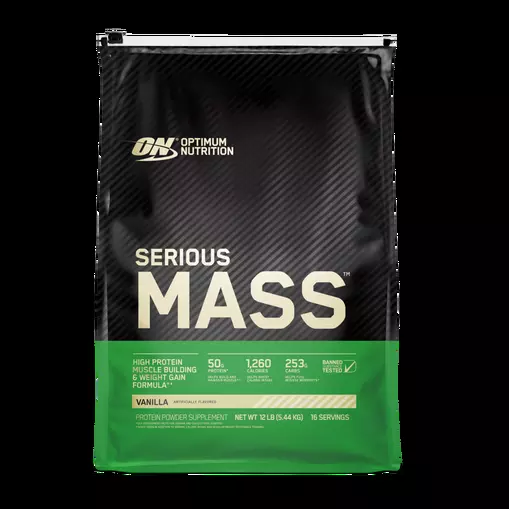 ON® OPTIMUM
NUTRITION
SERIOUS
MASS™
HIGH PROTEIN
MUSCLE BUILDING
& WEIGHT GAIN
FORMULA**
50g
PROTEIN*
1,260
CALORIES
253g
CARBS
BANNED
TESTED
VANILLA ARTIFICIALLY FLAVORED
PROTEIN POWDER SUPPLEMENT NET WT 12 LB (5.44 KG) 16 SERVINGS